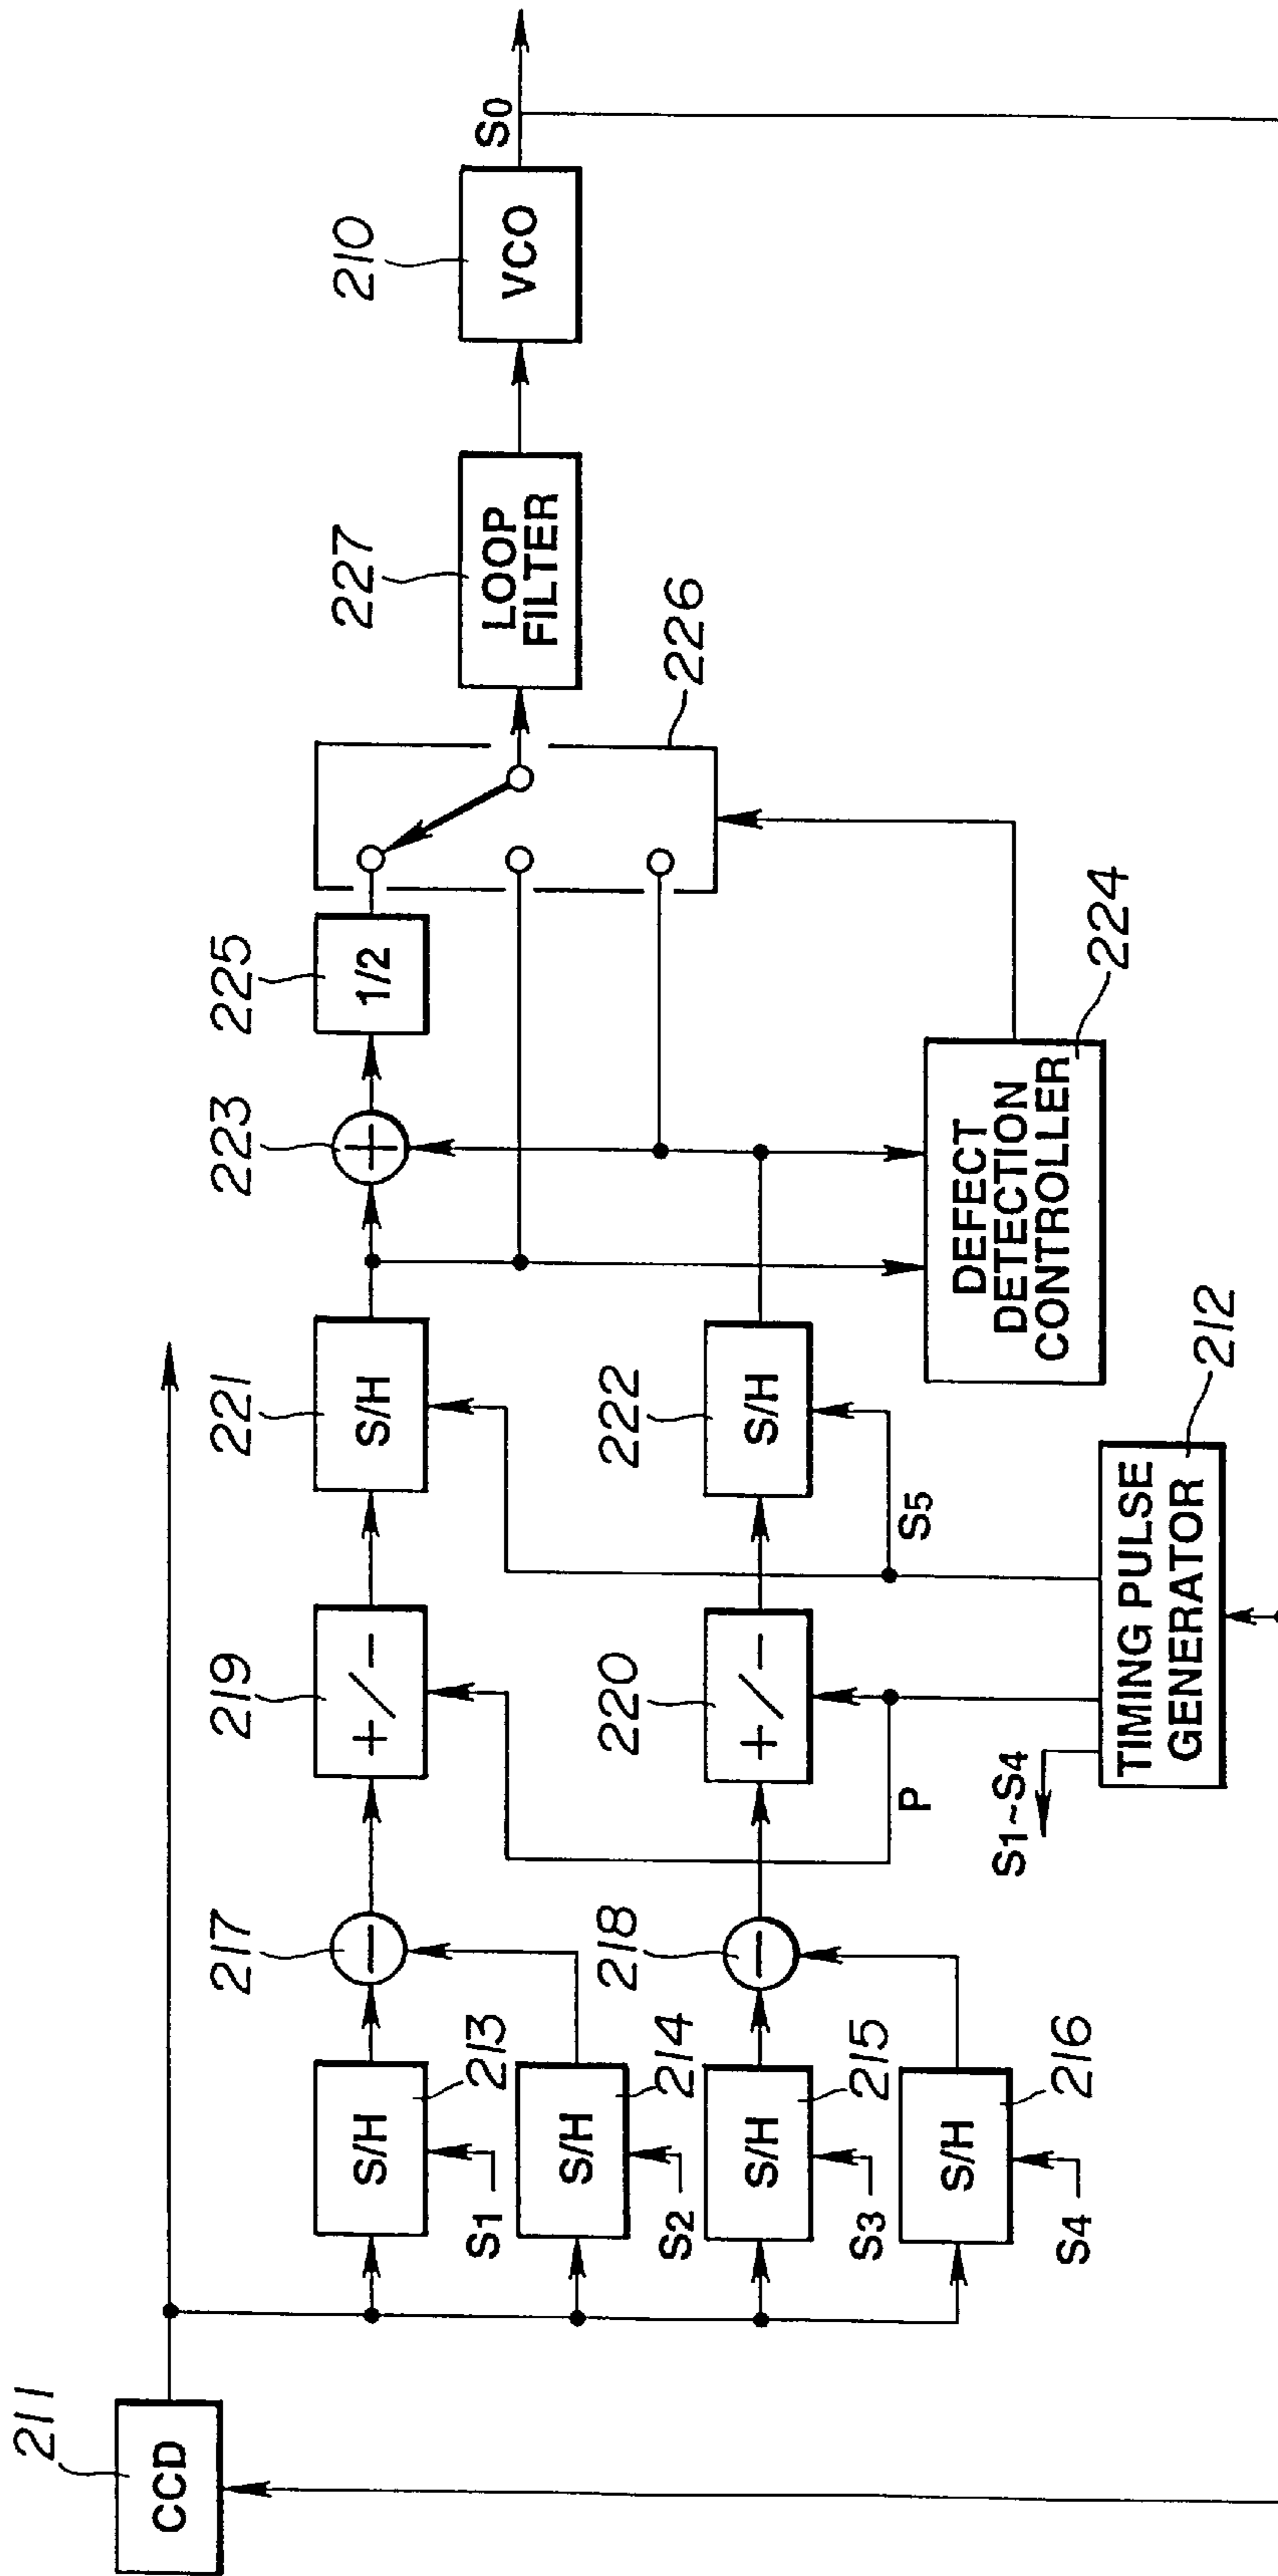 211
CCD
S/H
213
S1
S/H
214
S2
S/H
215
S3
S/H
216
S4
217
−
218
−
219
+/−
220
+/−
P
S1~S4
221
S/H
222
S/H
S5
TIMING PULSE
GENERATOR
212
223
+
225
1/2
DEFECT
DETECTION
CONTROLLER
224
226
227
LOOP
FILTER
210
VCO
S0